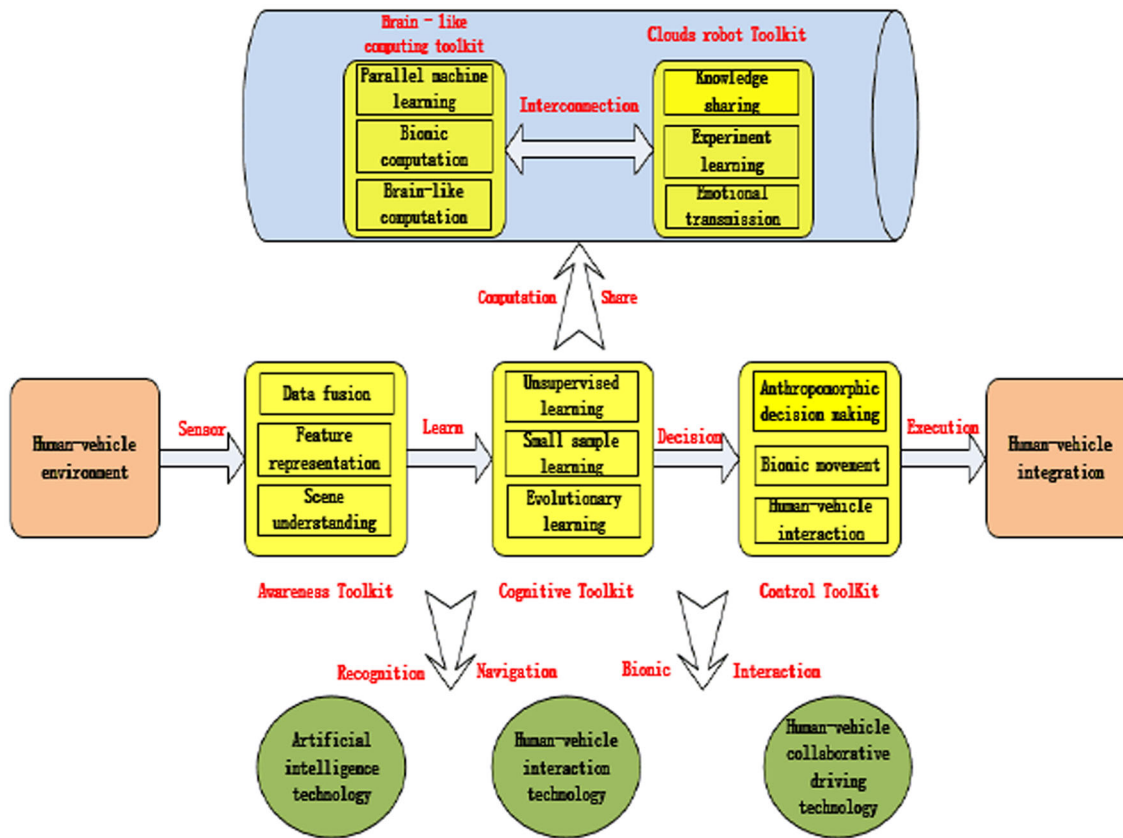 Brain - like
computing toolkit
Clouds robot Toolkit
Parallel machine
learning
Bionic
computation
Brain-like
computation
Interconnection
Knowledge
sharing
Experiment
learning
Emotional
transmission
Computation
Share
Human-vehicle
environment
Sensor
Data fusion
Feature
representation
Scene
understanding
Learn
Unsupervised
learning
Small sample
learning
Evolutionary
learning
Decision
Anthropomorphic
decision making
Bionic movement
Human-vehicle
interaction
Execution
Human-vehicle
integration
Awareness Toolkit
Cognitive Toolkit
Control ToolKit
Recognition
Navigation
Bionic
Interaction
Artificial
intelligence
technology
Human-vehicle
interaction
technology
Human-vehicle
collaborative
driving
technology